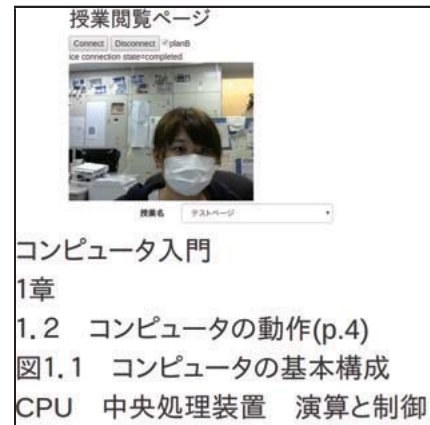 授業閲覧ページ
Connect Disconnect planB
ice connection state=completed
授業名 テストページ
コンピュータ入門
1章
1.2 コンピュータの動作(p.4)
図1.1 コンピュータの基本構成
CPU 中央処理装置 演算と制御